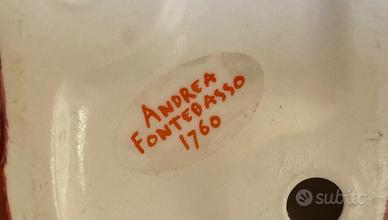 ANDREA
FONTEBASSO
1760
subito